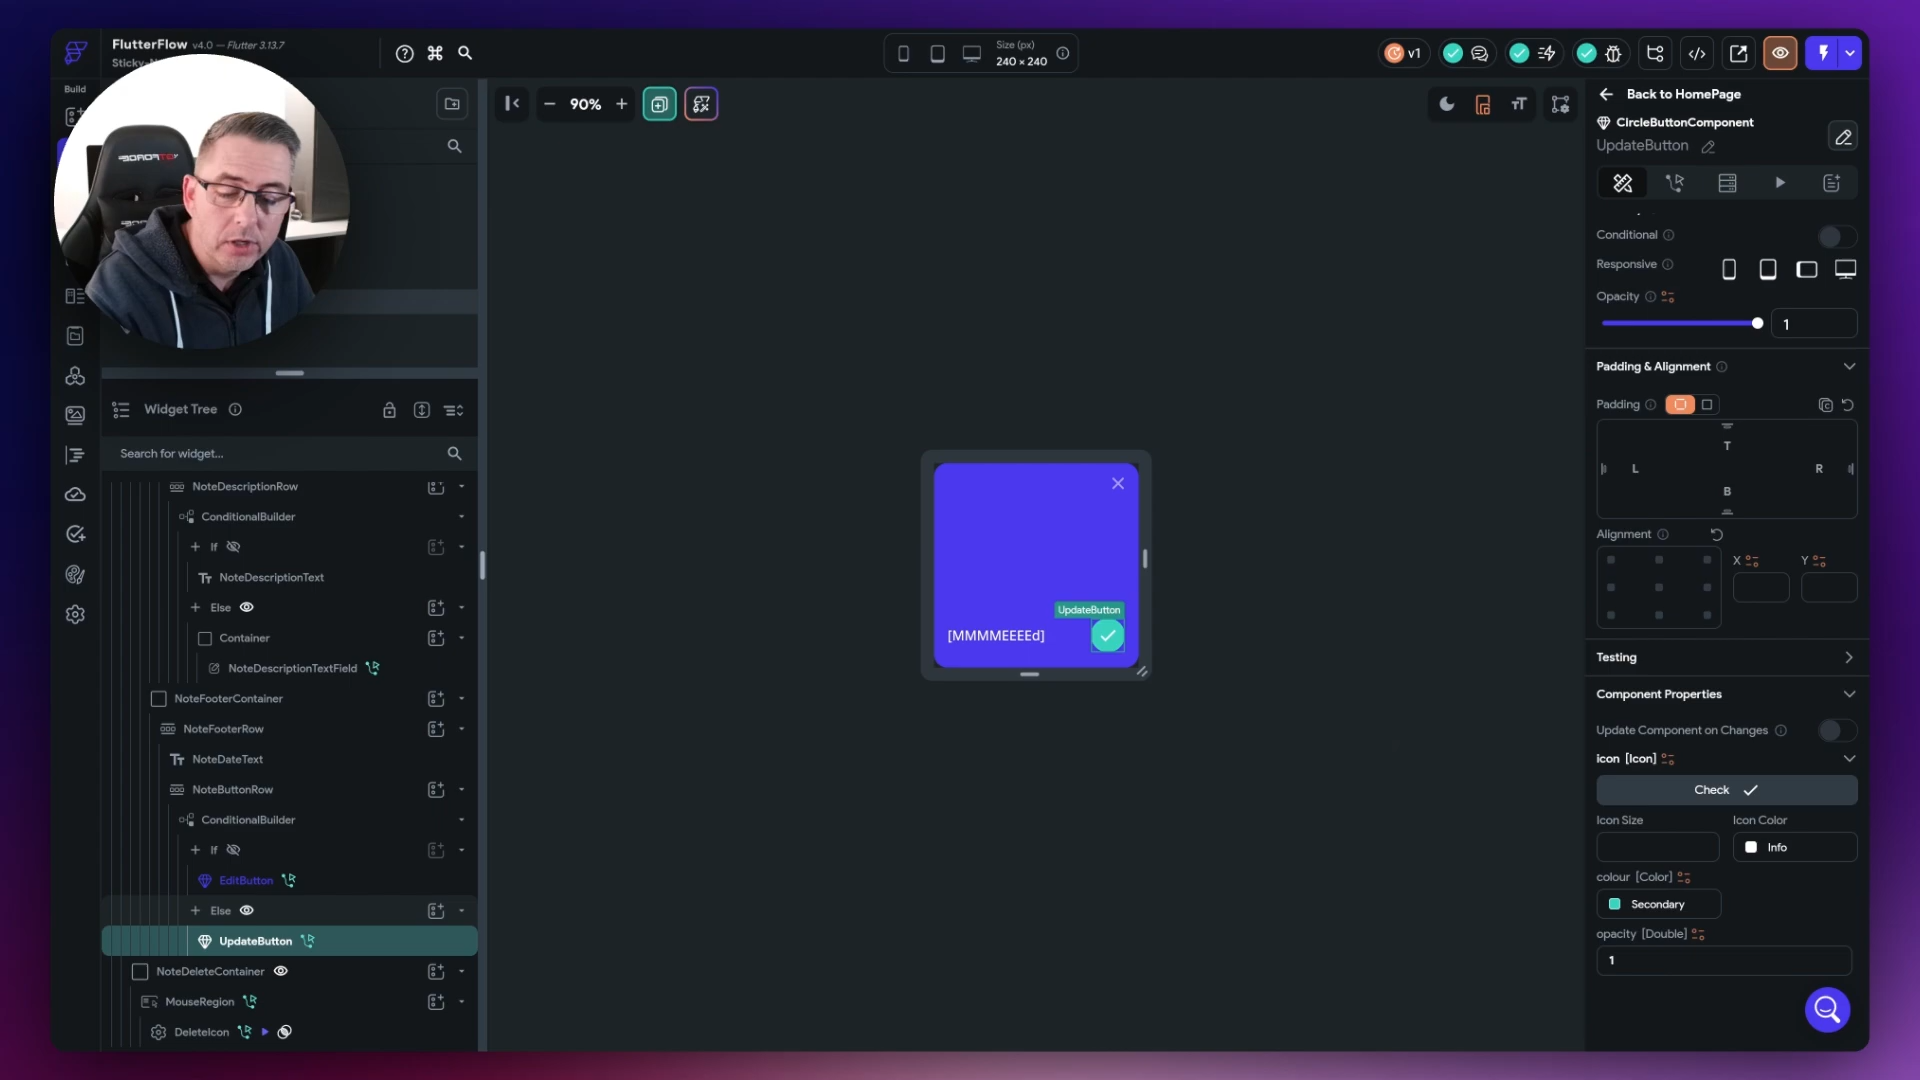 FlutterFlow v4.0 — Flutter 3.13.7
Sticky-N
Size (px)
240 × 240
v1
Build
90%
Back to HomePage
CircleButtonComponent
UpdateButton
Conditional
Responsive
Opacity
1
Padding & Alignment
Padding
T
L
R
B
Alignment
X
Y
Testing
Component Properties
Update Component on Changes
icon [Icon]
Check
Icon Size
Icon Color
Info
colour [Color]
Secondary
opacity [Double]
1
Widget Tree
Search for widget...
NoteDescriptionRow
ConditionalBuilder
If
NoteDescriptionText
Else
Container
NoteDescriptionTextField
NoteFooterContainer
NoteFooterRow
NoteDateText
NoteButtonRow
ConditionalBuilder
If
EditButton
Else
UpdateButton
NoteDeleteContainer
MouseRegion
DeleteIcon
UpdateButton
[MMMMEEEEd]